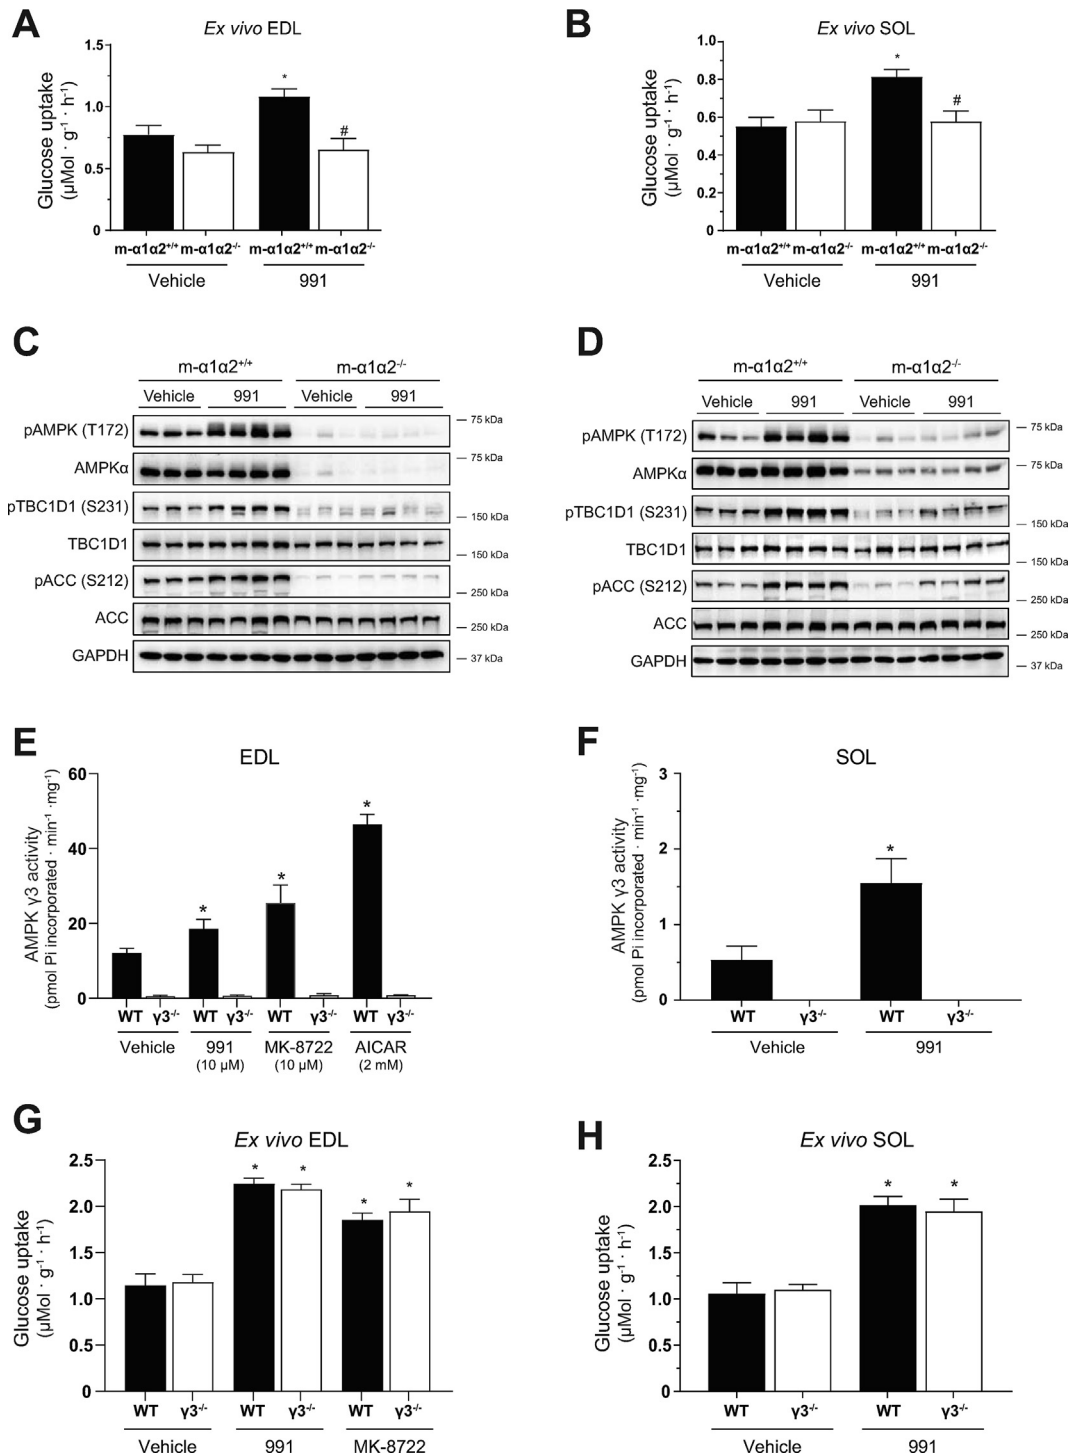 A
Ex vivo EDL
Glucose uptake
(µMol · g⁻¹ · h⁻¹)
1.5
1.0
0.5
0
*
#
m-α1α2⁺/⁺ m-α1α2⁻/⁻ m-α1α2⁺/⁺ m-α1α2⁻/⁻
Vehicle 991
B
Ex vivo SOL
Glucose uptake
(µMol · g⁻¹ · h⁻¹)
1.0
0.8
0.6
0.4
0.2
0
*
#
m-α1α2⁺/⁺ m-α1α2⁻/⁻ m-α1α2⁺/⁺ m-α1α2⁻/⁻
Vehicle 991
C
m-α1α2⁺/⁺ m-α1α2⁻/⁻
Vehicle 991 Vehicle 991
pAMPK (T172) 75 kDa
AMPKα 75 kDa
pTBC1D1 (S231) 150 kDa
TBC1D1 150 kDa
pACC (S212) 250 kDa
ACC 250 kDa
GAPDH 37 kDa
D
m-α1α2⁺/⁺ m-α1α2⁻/⁻
Vehicle 991 Vehicle 991
pAMPK (T172) 75 kDa
AMPKα 75 kDa
pTBC1D1 (S231) 150 kDa
TBC1D1 150 kDa
pACC (S212) 250 kDa
ACC 250 kDa
GAPDH 37 kDa
E
EDL
AMPK γ3 activity
(pmol Pi incorporated · min⁻¹ ·mg⁻¹)
60
40
20
0
* * *
WT γ3⁻/⁻ WT γ3⁻/⁻ WT γ3⁻/⁻ WT γ3⁻/⁻
Vehicle 991 MK-8722 AICAR
(10 µM) (10 µM) (2 mM)
F
SOL
AMPK γ3 activity
(pmol Pi incorporated · min⁻¹ ·mg⁻¹)
3
2
1
0
*
WT γ3⁻/⁻ WT γ3⁻/⁻
Vehicle 991
G
Ex vivo EDL
Glucose uptake
(µMol · g⁻¹ · h⁻¹)
2.5
2.0
1.5
1.0
0.5
0
* * * *
WT γ3⁻/⁻ WT γ3⁻/⁻ WT γ3⁻/⁻
Vehicle 991 MK-8722
H
Ex vivo SOL
Glucose uptake
(µMol · g⁻¹ · h⁻¹)
2.5
2.0
1.5
1.0
0.5
0
* *
WT γ3⁻/⁻ WT γ3⁻/⁻
Vehicle 991